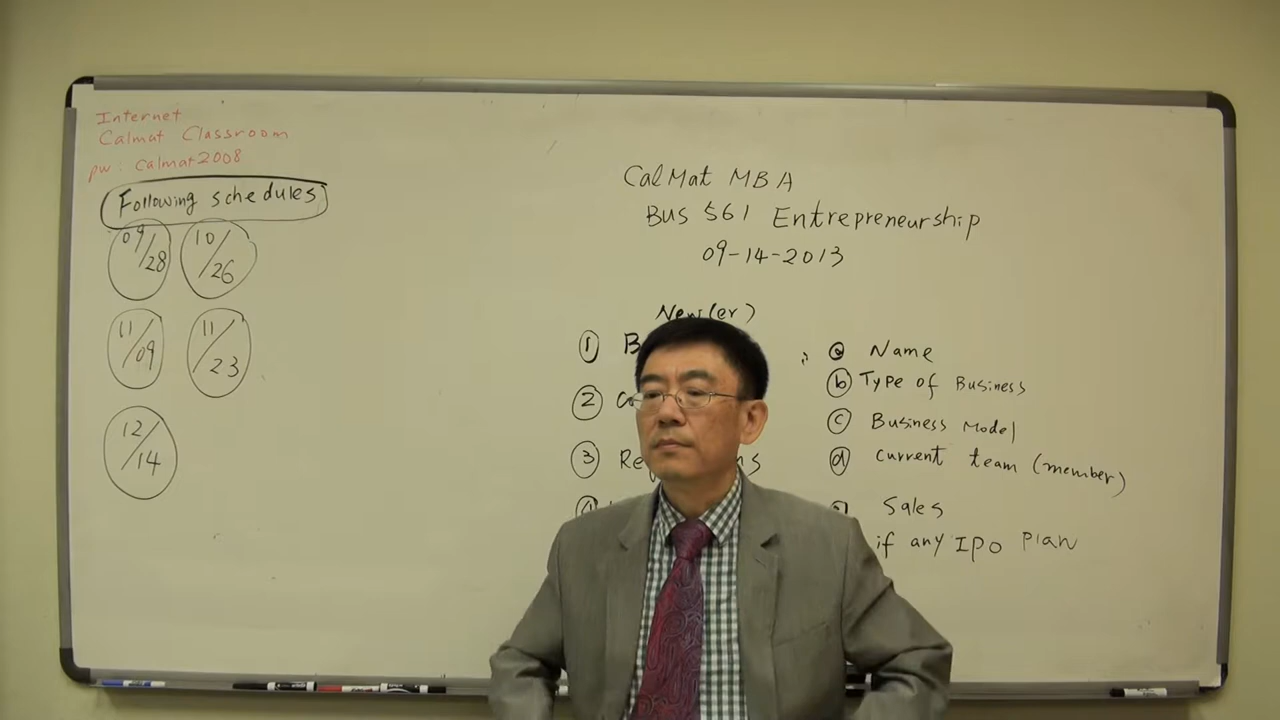 Internet
Calmat Classroom
pw: Calmat2008
Following schedules
09/28
10/26
11/09
11/23
12/14
CalMat MBA
Bus 561 Entrepreneurship
09-14-2013
New(er)
1
2
3
a Name
b Type of Business
c Business Model
d current team (member)
Sales
if any IPO Plan